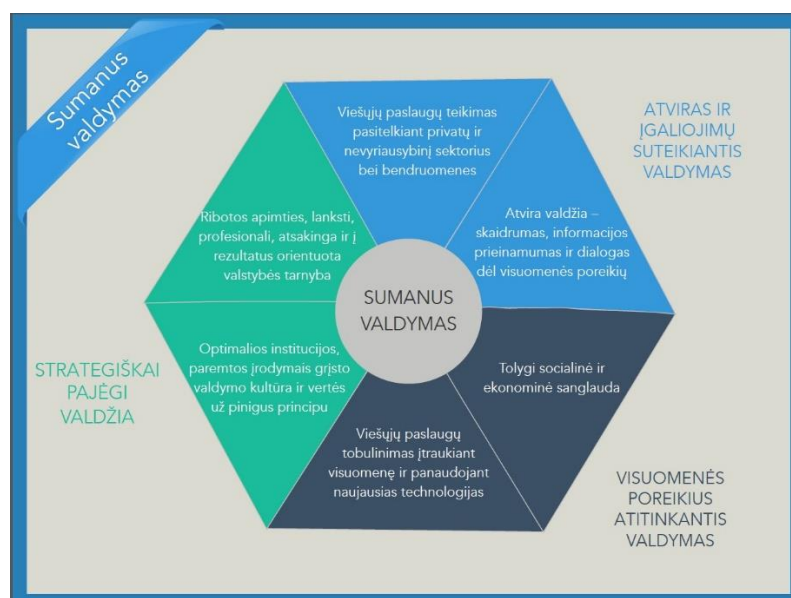 Sumanus
valdymas
Viešųjų paslaugų teikimas
pasitelkiant privatų ir
nevyriausybinį sektorius
bei bendruomenes
ATVIRAS IR
ĮGALIOJIMŲ
SUTEIKIANTIS
VALDYMAS
Ribotos apimties, lanksti,
profesionali, atsakinga ir į
rezultatus orientuota
valstybės tarnyba
Atvira valdžia –
skaidrumas, informacijos
prieinamumas ir dialogas
dėl visuomenės poreikių
SUMANUS
VALDYMAS
STRATEGIŠKAI
PAJĖGI
VALDŽIA
Optimalios institucijos,
paremtos įrodymais grįsto
valdymo kultūra ir vertės
už pinigus principu
Tolygi socialinė ir
ekonominė sanglauda
Viešųjų paslaugų
tobulinimas įtraukiant
visuomenę ir panaudojant
naujausias technologijas
VISUOMENĖS
POREIKIUS
ATITINKANTIS
VALDYMAS